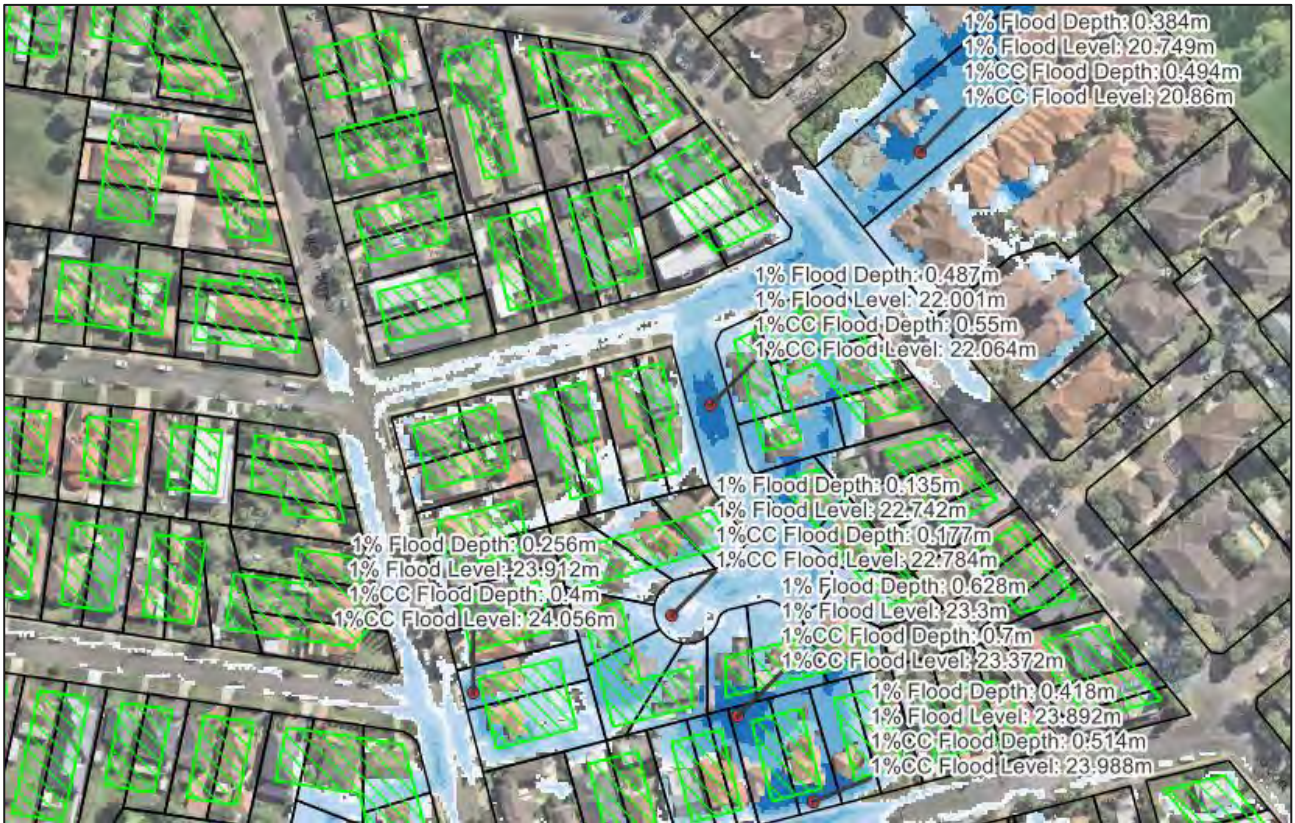 1% Flood Depth: 0.384m
1% Flood Level: 20.749m
1%CC Flood Depth: 0.494m
1%CC Flood Level: 20.86m
1% Flood Depth: 0.487m
1% Flood Level: 22.001m
1%CC Flood Depth: 0.55m
1%CC Flood Level: 22.064m
1% Flood Depth: 0.135m
1% Flood Level: 22.742m
1%CC Flood Depth: 0.177m
1%CC Flood Level: 22.784m
1% Flood Depth: 0.256m
1% Flood Level: 23.912m
1%CC Flood Depth: 0.4m
1%CC Flood Level: 24.056m
1% Flood Depth: 0.628m
1% Flood Level: 23.3m
1%CC Flood Depth: 0.7m
1%CC Flood Level: 23.372m
1% Flood Depth: 0.418m
1% Flood Level: 23.892m
1%CC Flood Depth: 0.514m
1%CC Flood Level: 23.988m